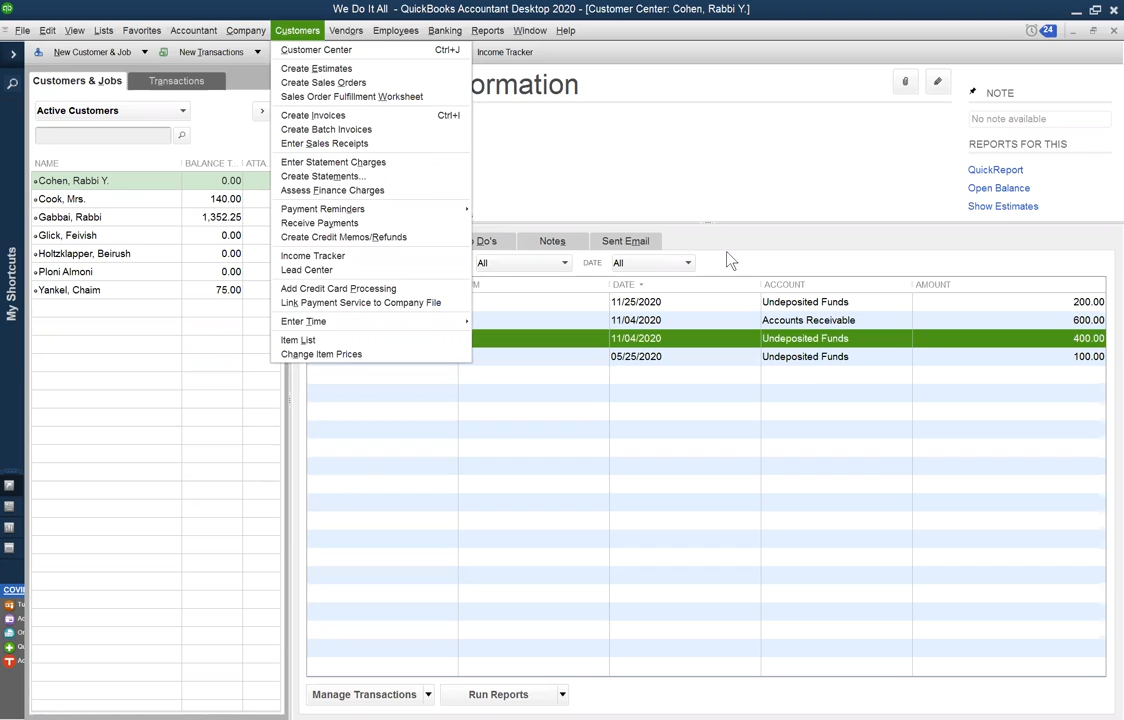 We Do It All - QuickBooks Accountant Desktop 2020 - [Customer Center: Cohen, Rabbi Y.]
File Edit View Lists Favorites Accountant Company Customers Vendors Employees Banking Reports Window Help 24
New Customer & Job New Transactions Income Tracker
Customers & Jobs Transactions
Active Customers
NAME BALANCE T... ATTA
Cohen, Rabbi Y. 0.00
Cook, Mrs. 140.00
Gabbai, Rabbi 1,352.25
Glick, Feivish 0.00
Holtzklapper, Beirush 0.00
Ploni Almoni 0.00
Yankel, Chaim 75.00
My Shortcuts
COVI
Tu
Ac
Or
Qu
Ac
Customer Center Ctrl+J
Create Estimates
Create Sales Orders
Sales Order Fulfillment Worksheet
Create Invoices Ctrl+I
Create Batch Invoices
Enter Sales Receipts
Enter Statement Charges
Create Statements...
Assess Finance Charges
Payment Reminders
Receive Payments
Create Credit Memos/Refunds
Income Tracker
Lead Center
Add Credit Card Processing
Link Payment Service to Company File
Enter Time
Item List
Change Item Prices
ormation
NOTE
No note available
REPORTS FOR THIS
QuickReport
Open Balance
Show Estimates
Do's Notes Sent Email
All DATE All
M DATE ACCOUNT AMOUNT
11/25/2020 Undeposited Funds 200.00
11/04/2020 Accounts Receivable 600.00
11/04/2020 Undeposited Funds 400.00
05/25/2020 Undeposited Funds 100.00
Manage Transactions Run Reports